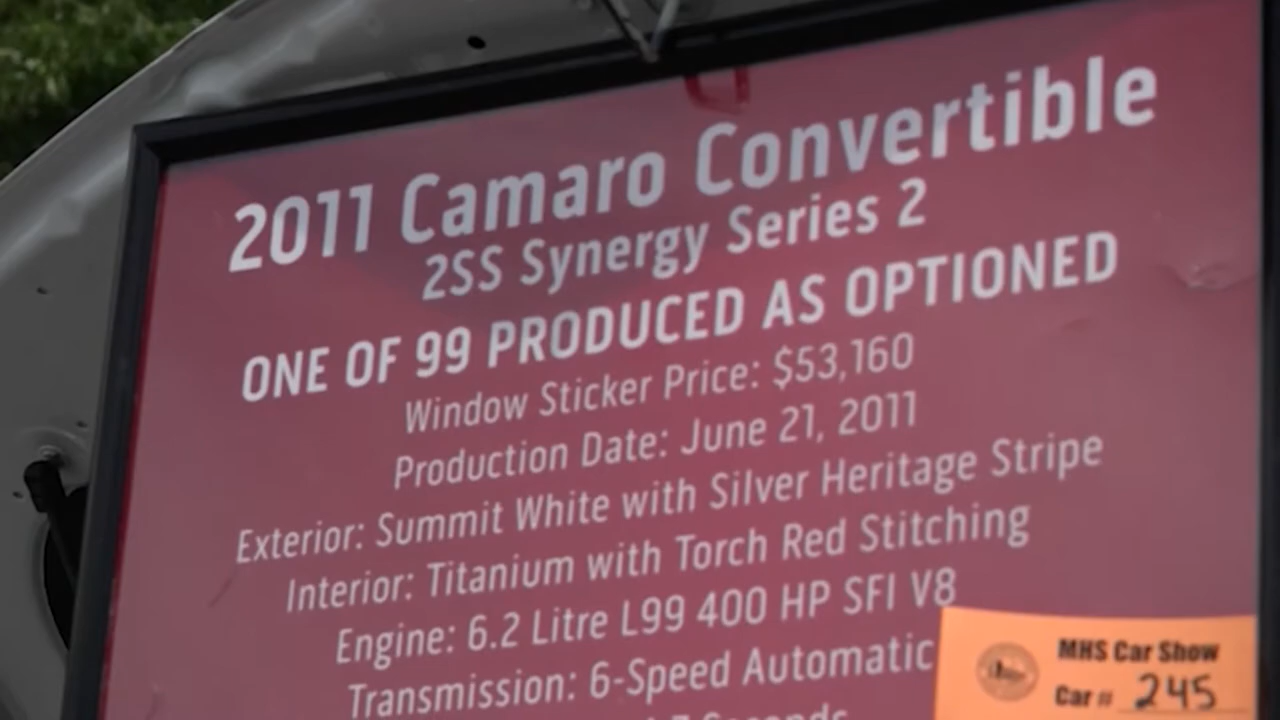 2011 Camaro Convertible
2SS Synergy Series 2
ONE OF 99 PRODUCED AS OPTIONED
Window Sticker Price: $53,160
Production Date: June 21, 2011
Exterior: Summit White with Silver Heritage Stripe
Interior: Titanium with Torch Red Stitching
Engine: 6.2 Litre L99 400 HP SFI V8
Transmission: 6-Speed Automatic
Seconds
MHS Car Show
Car # 245